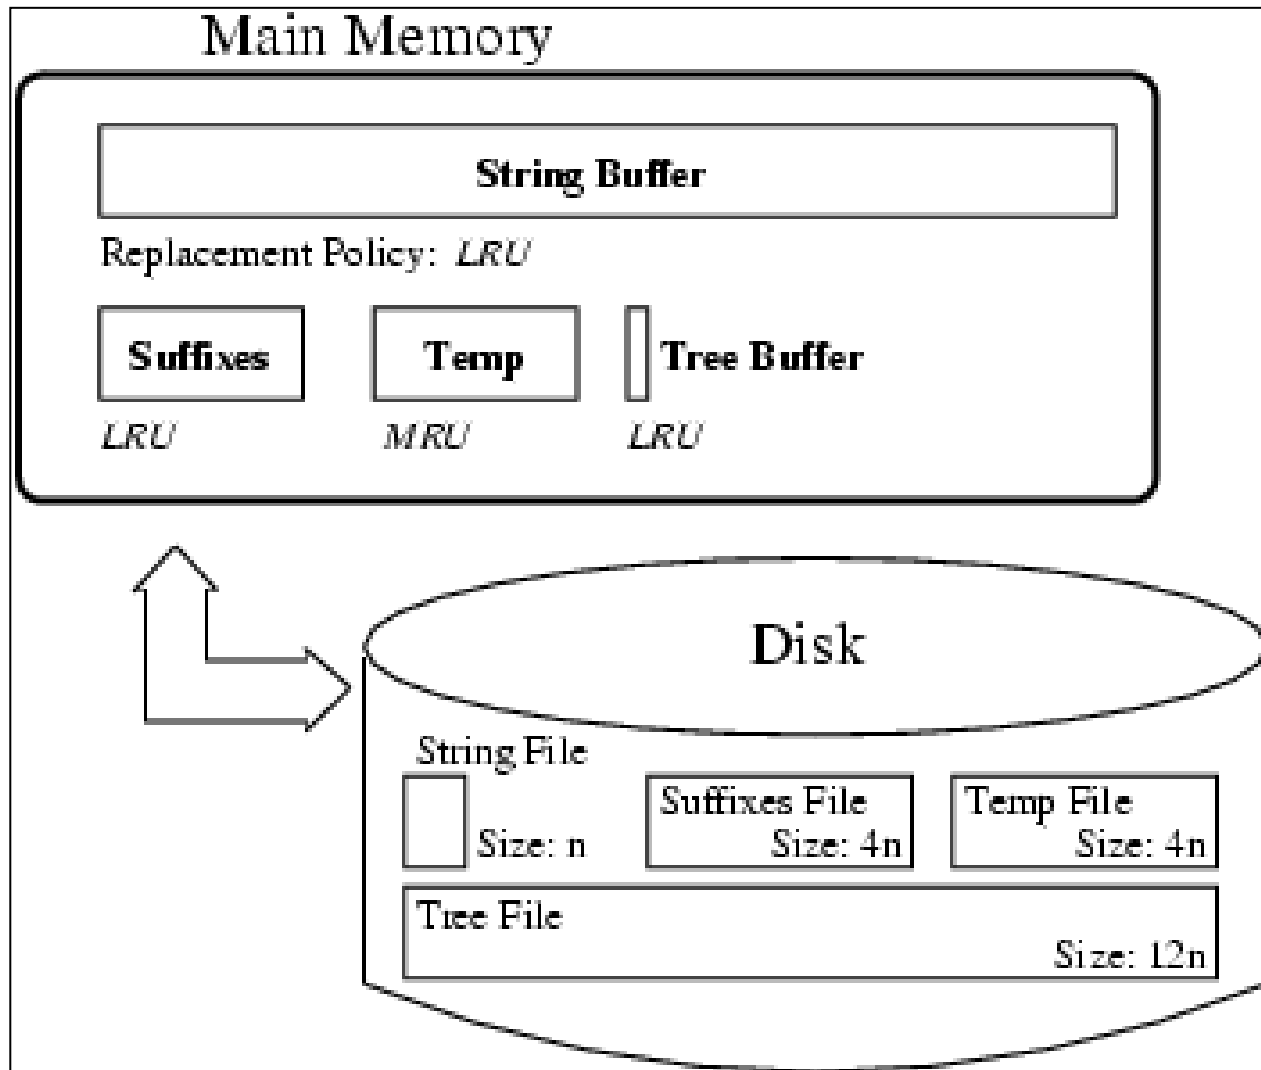 Main Memory
String Buffer
Replacement Policy: LRU
Suffixes Temp Tree Buffer
LRU MRU LRU
Disk
String File
Suffixes File Temp File
Size: n Size: 4n Size: 4n
Tree File
Size: 12n